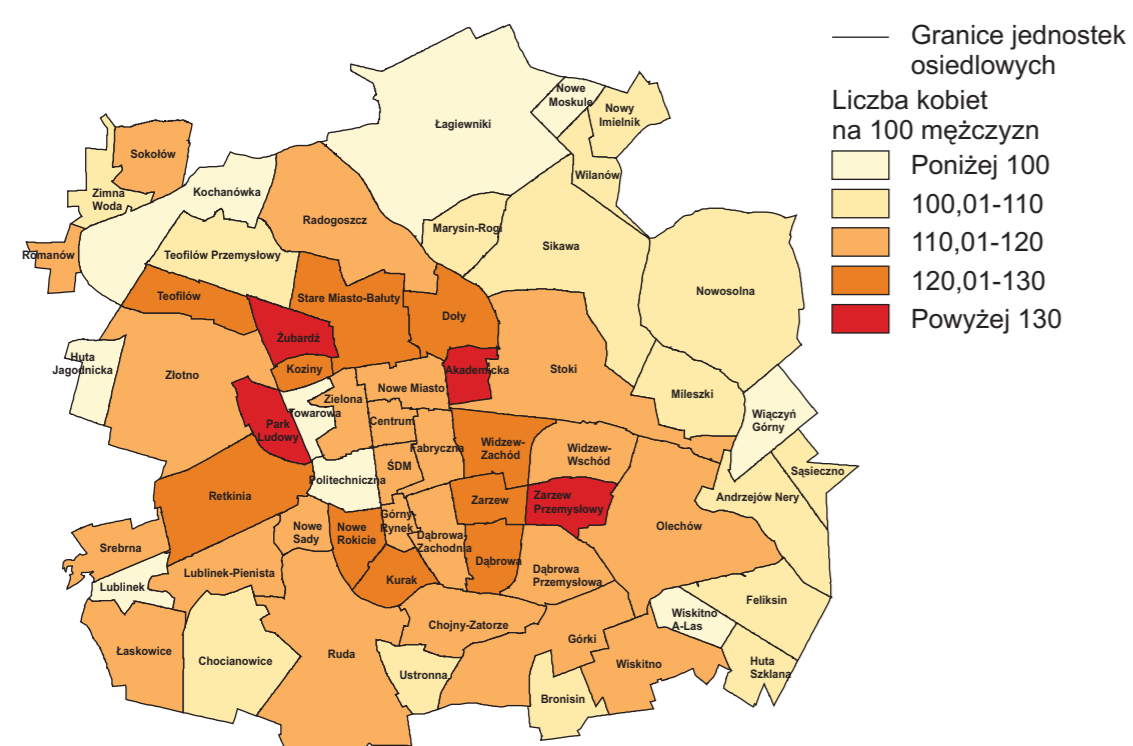 Granice jednostek
osiedlowych
Liczba kobiet
na 100 mężczyzn
Poniżej 100
100,01-110
110,01-120
120,01-130
Powyżej 130
Nowe
Moskule
Nowy
Imielnik
Łagiewniki
Sokołów
Wilanów
Zimna
Woda
Kochanówka
Radogoszcz
Marysin-Rogi
Sikawa
Romanów
Teofilów Przemysłowy
Nowosolna
Teofilów
Stare Miasto-Bałuty
Doły
Żubardź
Huta
Jagodnicka
Złotno
Koziny
Akademicka
Stoki
Nowe Miasto
Mileszki
Zielona
Towarowa
Wiączyń
Górny
Park
Ludowy
Centrum
Fabryczna
Widzew-
Zachód
Widzew-
Wschód
ŚDM
Sąsieczno
Politechniczna
Retkinia
Zarzew
Zarzew
Przemysłowy
Andrzejów Nery
Olechów
Górny-
Rynek
Nowe
Sady
Nowe
Rokicie
Dąbrowa-
Zachodnia
Srebrna
Dąbrowa
Dąbrowa
Przemysłowa
Lublinek-Pienista
Kurak
Lublinek
Feliksin
Wiskitno
A-Las
Chojny-Zatorze
Górki
Łaskowice
Chocianowice
Ruda
Wiskitno
Huta
Szklana
Ustronna
Bronisin